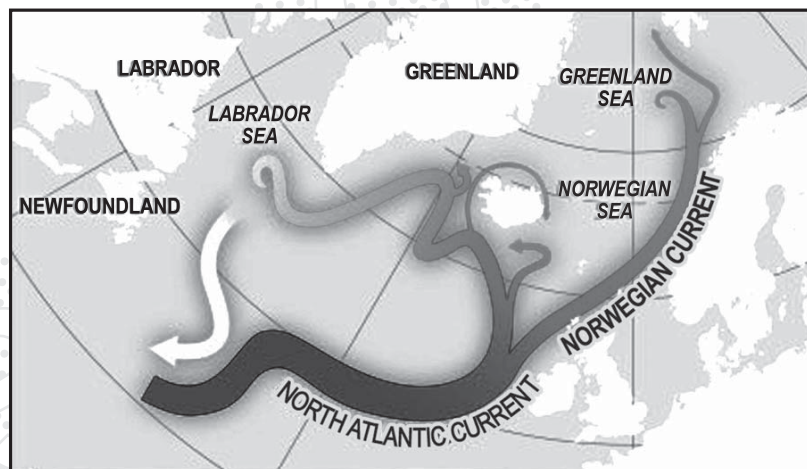 LABRADOR
GREENLAND
GREENLAND
SEA
LABRADOR
SEA
NEWFOUNDLAND
NORWEGIAN
SEA
NORWEGIAN CURRENT
NORTH ATLANTIC CURRENT